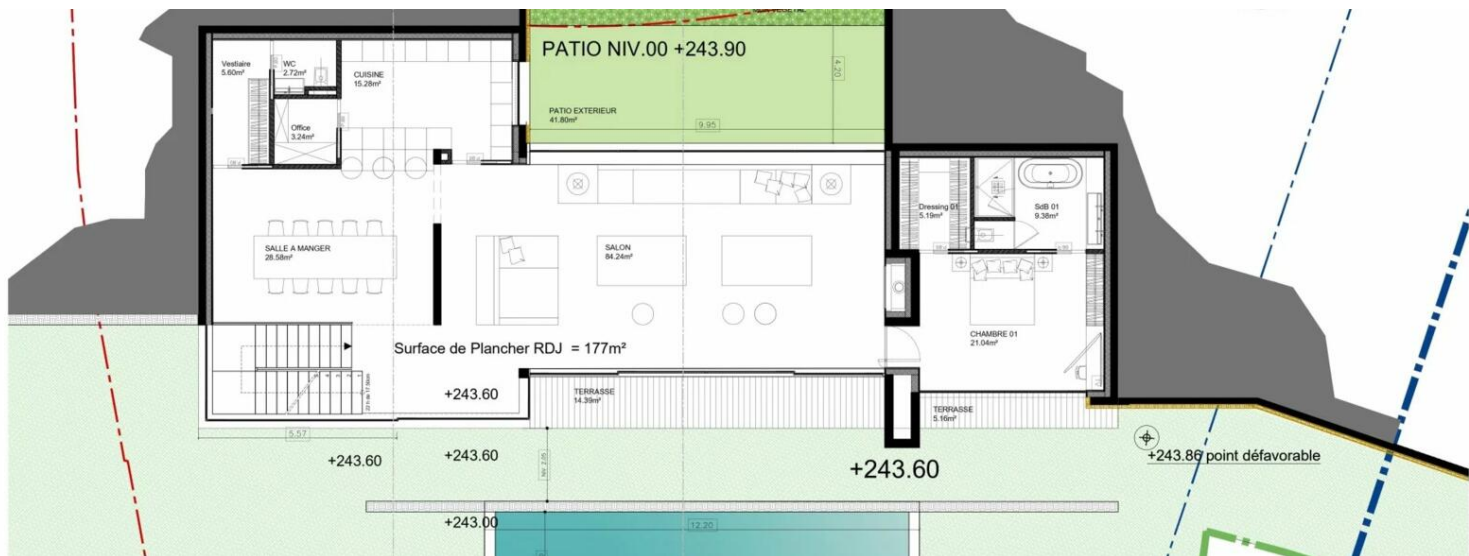 PATIO NIV.00 +243.90
4.20
Vestiaire
5.60m²
WC
2.72m²
CUISINE
15.28m²
Office
3.24m²
PATIO EXTERIEUR
41.80m²
9.95
Dressing 01
5.19m²
SdB 01
9.38m²
SALLE A MANGER
28.58m²
SALON
84.24m²
CHAMBRE 01
21.04m²
Surface de Plancher RDJ = 177m²
+243.60
TERRASSE
14.39m²
TERRASSE
5.16m²
5.57
+243.60
+243.60
+243.60
+243.86 point défavorable
+243.00
12.20